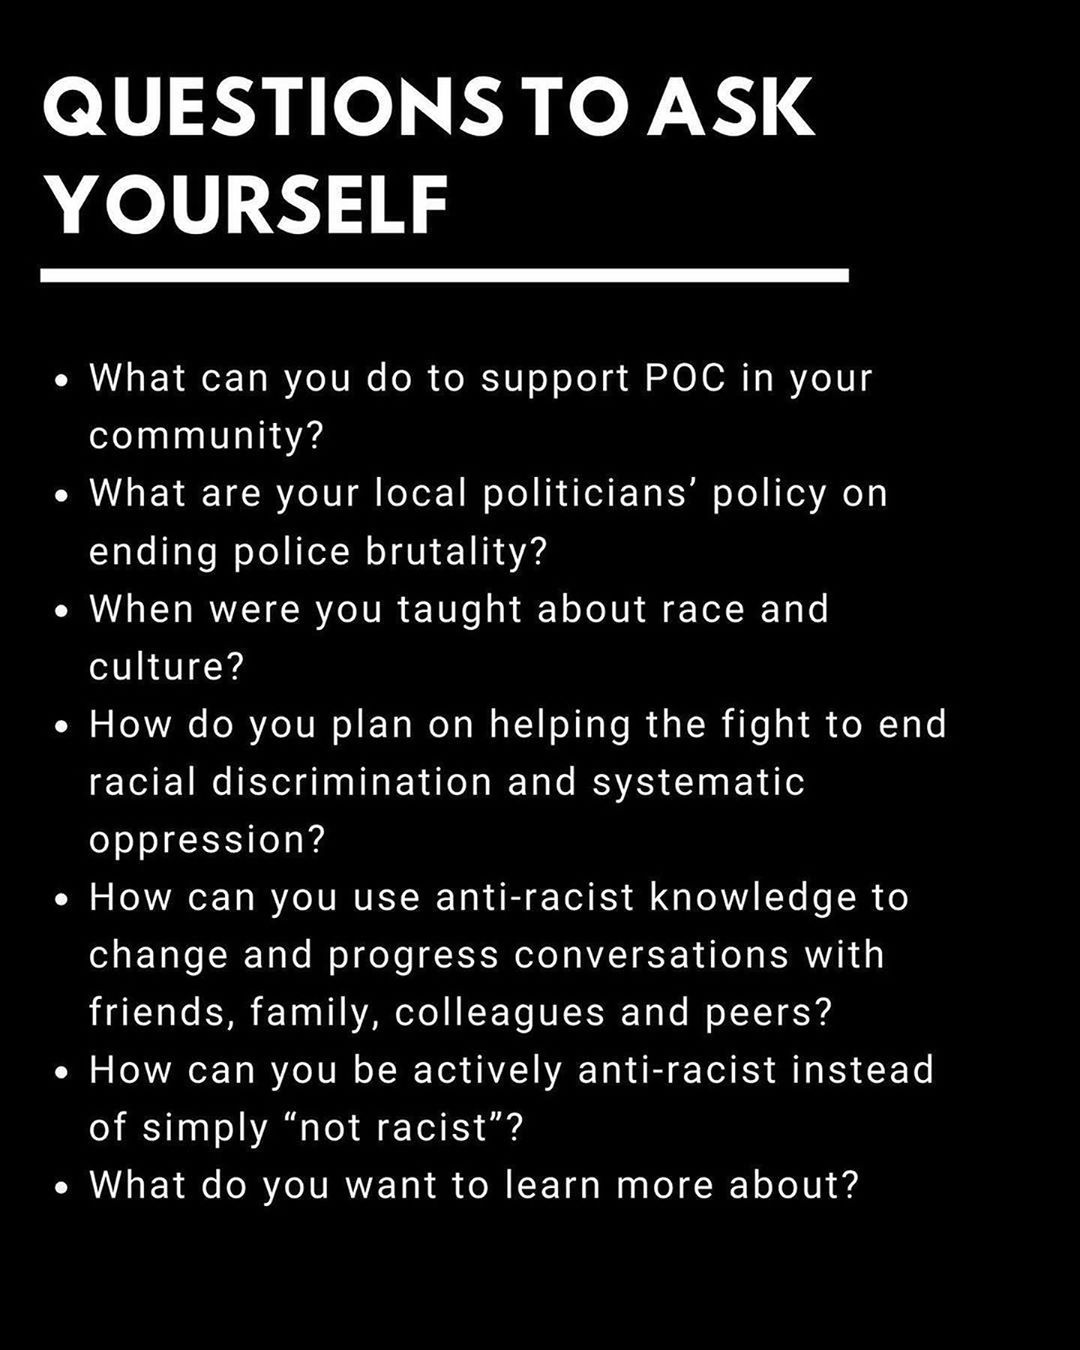 QUESTIONS TO ASK
YOURSELF
• What can you do to support POC in your
community?
• What are your local politicians’ policy on
ending police brutality?
• When were you taught about race and
culture?
• How do you plan on helping the fight to end
racial discrimination and systematic
oppression?
• How can you use anti-racist knowledge to
change and progress conversations with
friends, family, colleagues and peers?
• How can you be actively anti-racist instead
of simply “not racist”?
• What do you want to learn more about?